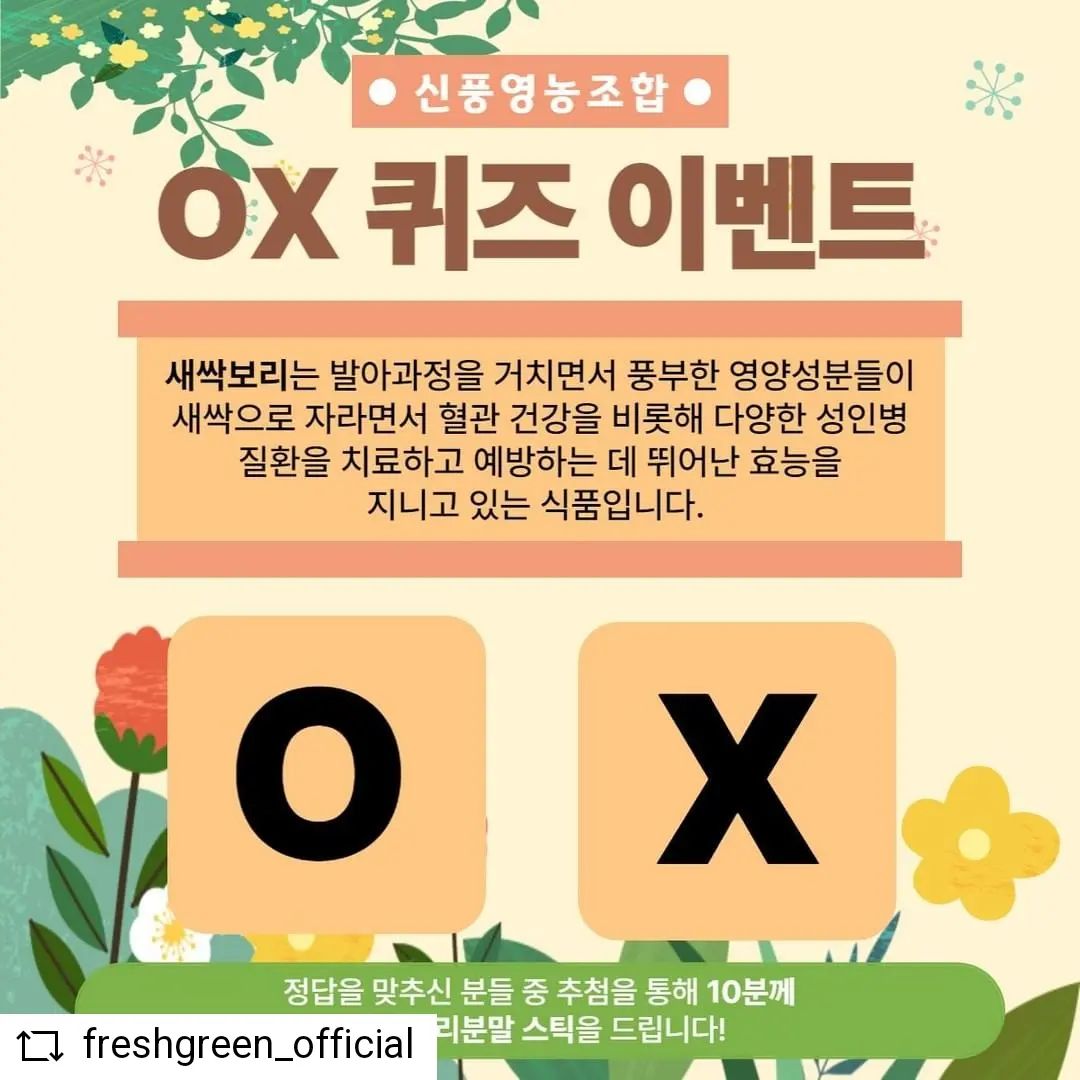 신풍영농조합
OX 퀴즈 이벤트
새싹보리는 발아과정을 거치면서 풍부한 영양성분들이
새싹으로 자라면서 혈관 건강을 비롯해 다양한 성인병
질환을 치료하고 예방하는 데 뛰어난 효능을
지니고 있는 식품입니다.
O X
정답을 맞추신 분들 중 추첨을 통해 10분께
리분말 스틱을 드립니다!
freshgreen_official